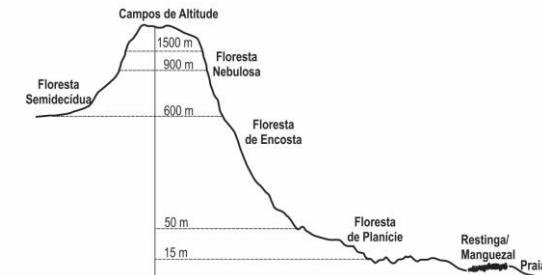 Campos de Altitude
1500 m
900 m
Floresta
Nebulosa
Floresta
Semidecídua
600 m
Floresta
de Encosta
50 m
Floresta
de Planície
15 m
Restinga/
Manguezal
Praia